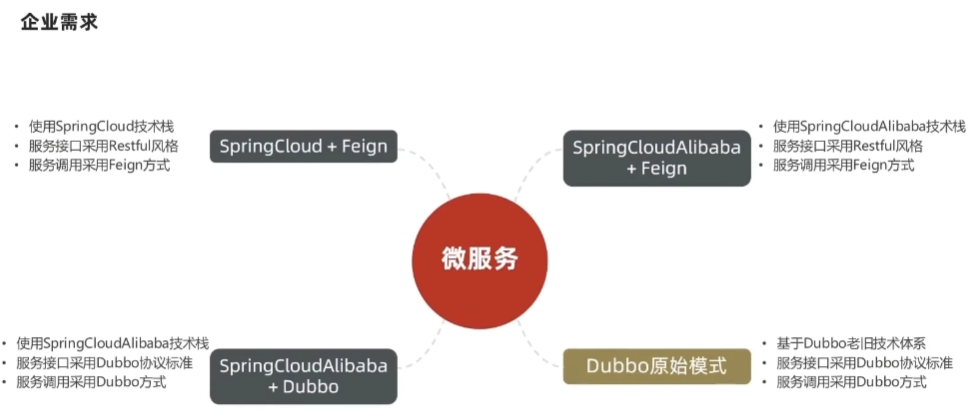 企业需求
• 使用SpringCloud技术栈
• 服务接口采用Restful风格
• 服务调用采用Feign方式
SpringCloud + Feign
SpringCloudAlibaba
+ Feign
• 使用SpringCloudAlibaba技术栈
• 服务接口采用Restful风格
• 服务调用采用Feign方式
微服务
• 使用SpringCloudAlibaba技术栈
• 服务接口采用Dubbo协议标准
• 服务调用采用Dubbo方式
SpringCloudAlibaba
+ Dubbo
Dubbo原始模式
• 基于Dubbo老旧技术体系
• 服务接口采用Dubbo协议标准
• 服务调用采用Dubbo方式